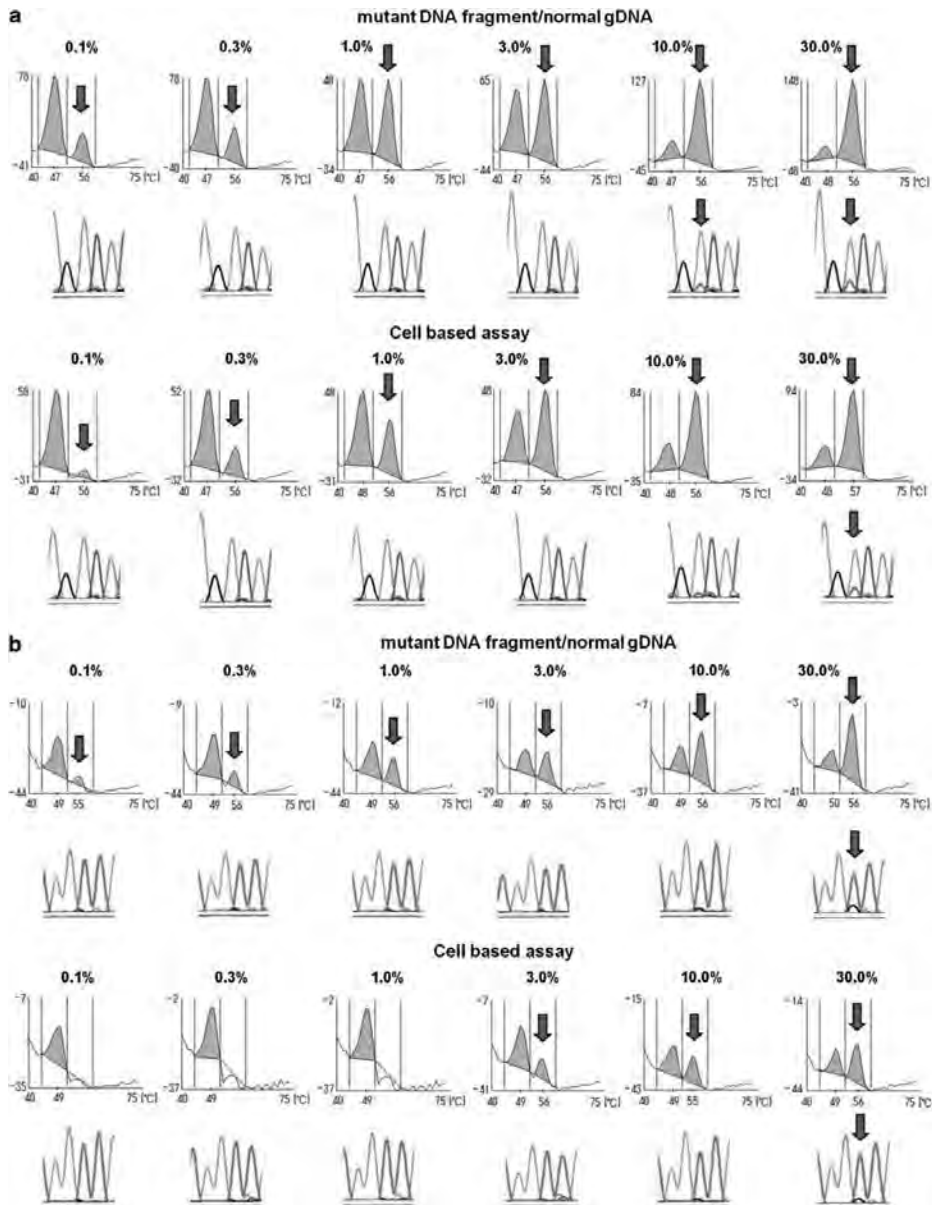 a
mutant DNA fragment/normal gDNA
0.1% 0.3% 1.0% 3.0% 10.0% 30.0%
78 78 48 65 127 148
-41 -40 -34 -44 -45 -48
40 47 56 75 [°C] 40 47 56 75 [°C] 40 47 56 75 [°C] 40 47 56 75 [°C] 40 47 56 75 [°C] 40 48 56 75 [°C]
Cell based assay
0.1% 0.3% 1.0% 3.0% 10.0% 30.0%
52 48 48 84 94
-31 -32 -31 -32 -35 -34
40 47 56 75 [°C] 40 47 56 75 [°C] 40 48 56 75 [°C] 40 47 56 75 [°C] 40 48 56 75 [°C] 40 48 57 75 [°C]
b
mutant DNA fragment/normal gDNA
0.1% 0.3% 1.0% 3.0% 10.0% 30.0%
-10 -9 -12 -10 -3
-44 -44 -44 -29 -37 -41
40 49 55 75 [°C] 40 49 56 75 [°C] 40 49 56 75 [°C] 40 49 56 75 [°C] 40 49 56 75 [°C] 40 50 56 75 [°C]
Cell based assay
0.1% 0.3% 1.0% 3.0% 10.0% 30.0%
-7 -2 -2 -7 -15 -14
-35 -37 -37 -41 -45 -44
40 49 75 [°C] 40 49 75 [°C] 40 49 75 [°C] 40 49 56 75 [°C] 40 49 55 75 [°C] 40 49 56 75 [°C]